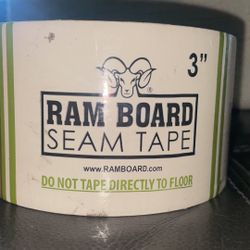 3"
®
RAM BOARD
SEAM TAPE
www.RAMBOARD.com
DO NOT TAPE DIRECTLY TO FLOOR